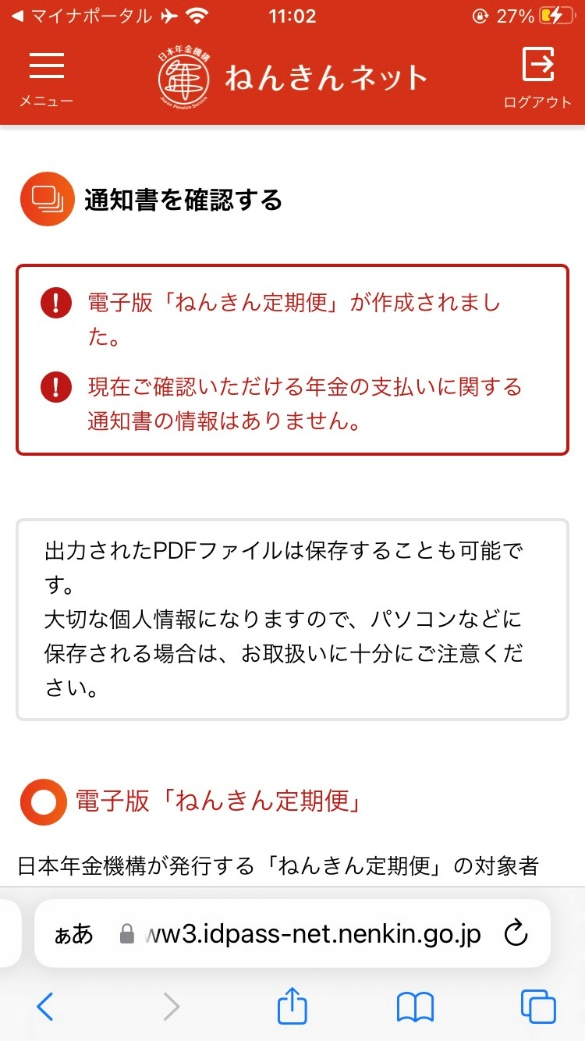 マイナポータル
11:02
27%
メニュー
日本年金機構
ねんきんネット
ログアウト
通知書を確認する
電子版「ねんきん定期便」が作成されまし
た。
現在ご確認いただける年金の支払いに関する
通知書の情報はありません。
出力されたPDFファイルは保存することも可能で
す。
大切な個人情報になりますので、パソコンなどに
保存される場合は、お取扱いに十分にご注意くだ
さい。
電子版「ねんきん定期便」
日本年金機構が発行する「ねんきん定期便」の対象者
ぁあ
ww3.idpass-net.nenkin.go.jp